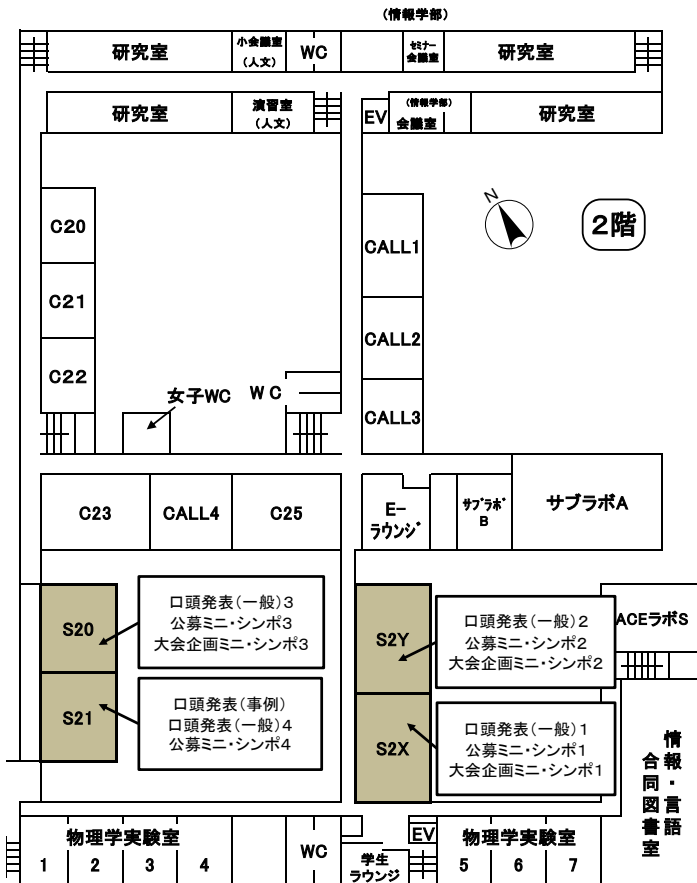 (情報学部)
研究室
小会議室
(人文)
WC
セミナー
会議室
研究室
研究室
演習室
(人文)
EV
(情報学部)
会議室
研究室
N
2階
C20
C21
C22
CALL1
CALL2
CALL3
女子WC
WC
C23
CALL4
C25
E-
ラウンジ
サブラボ
B
サブラボA
S20
口頭発表(一般)3
公募ミニ・シンポ3
大会企画ミニ・シンポ3
S21
口頭発表(事例)
口頭発表(一般)4
公募ミニ・シンポ4
S2Y
口頭発表(一般)2
公募ミニ・シンポ2
大会企画ミニ・シンポ2
S2X
口頭発表(一般)1
公募ミニ・シンポ1
大会企画ミニ・シンポ1
ACEラボS
情報・言語
合同図書室
物理学実験室
1 2 3 4
WC
学生
ラウンジ
EV
物理学実験室
5 6 7